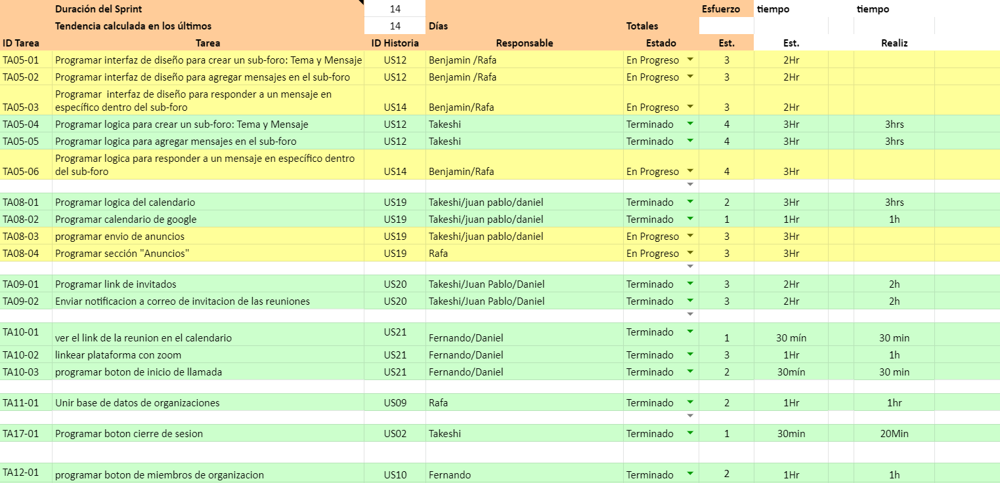 Duración del Sprint 14 Esfuerzo tiempo tiempo
Tendencia calculada en los últimos 14 Días Totales
ID Tarea Tarea ID Historia Responsable Estado Est. Est. Realiz
TA05-01 Programar interfaz de diseño para crear un sub-foro: Tema y Mensaje US12 Benjamin /Rafa En Progreso 3 2Hr
TA05-02 Programar interfaz de diseño para agregar mensajes en el sub-foro US12 Benjamin /Rafa En Progreso 3 2Hr
Programar interfaz de diseño para responder a un mensaje en
TA05-03 específico dentro del sub-foro US14 Benjamin/Rafa En Progreso 3 2Hr
TA05-04 Programar logica para crear un sub-foro: Tema y Mensaje US12 Takeshi Terminado 4 3Hr 3hrs
TA05-05 Programar logica para agregar mensajes en el sub-foro US12 Takeshi Terminado 4 3Hr 3hrs
Programar logica para responder a un mensaje en específico dentro
TA05-06 del sub-foro US14 Benjamin/Rafa En Progreso 4 3Hr
TA08-01 Programar logica del calendario US19 Takeshi/juan pablo/daniel Terminado 2 3Hr 3hrs
TA08-02 Programar calendario de google US19 Takeshi/juan pablo/daniel Terminado 1 1Hr 1h
TA08-03 programar envio de anuncios US19 Takeshi/juan pablo/daniel En Progreso 3 3Hr
TA08-04 Programar sección "Anuncios" US19 Rafa En Progreso 3 3Hr
TA09-01 Programar link de invitados US20 Takeshi/Juan Pablo/Daniel Terminado 3 2Hr 2h
TA09-02 Enviar notificacion a correo de invitacion de las reuniones US20 Takeshi/Juan Pablo/Daniel Terminado 3 2Hr 2h
TA10-01 ver el link de la reunion en el calendario US21 Fernando/Daniel Terminado 1 30 mín 30 min
TA10-02 linkear plataforma con zoom US21 Fernando/Daniel Terminado 3 1Hr 1h
TA10-03 programar boton de inicio de llamada US21 Fernando/Daniel Terminado 2 30mín 30 min
TA11-01 Unir base de datos de organizaciones US09 Rafa Terminado 2 1Hr 1hr
TA17-01 Programar boton cierre de sesion US02 Takeshi Terminado 1 30min 20Min
TA12-01 programar boton de miembros de organizacion US10 Fernando Terminado 2 1Hr 1h